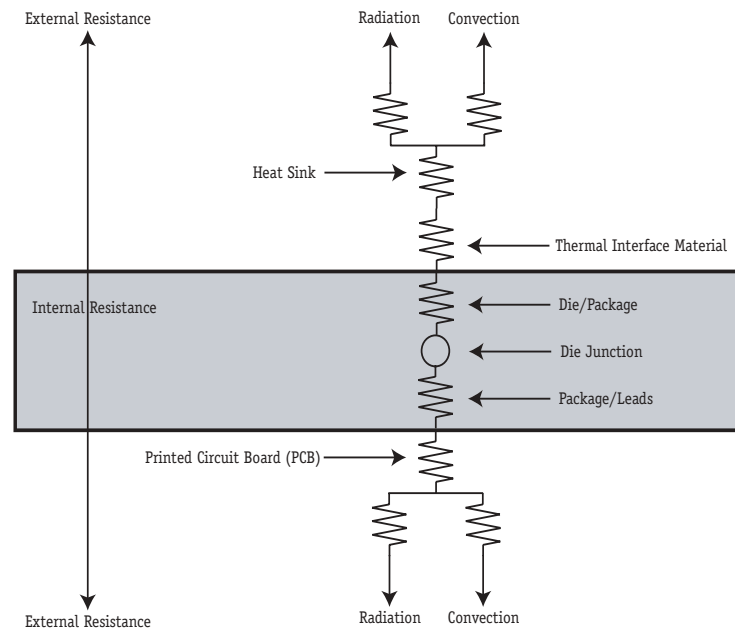 External Resistance
Radiation
Convection
Heat Sink
Thermal Interface Material
Internal Resistance
Die/Package
Die Junction
Package/Leads
Printed Circuit Board (PCB)
External Resistance
Radiation
Convection